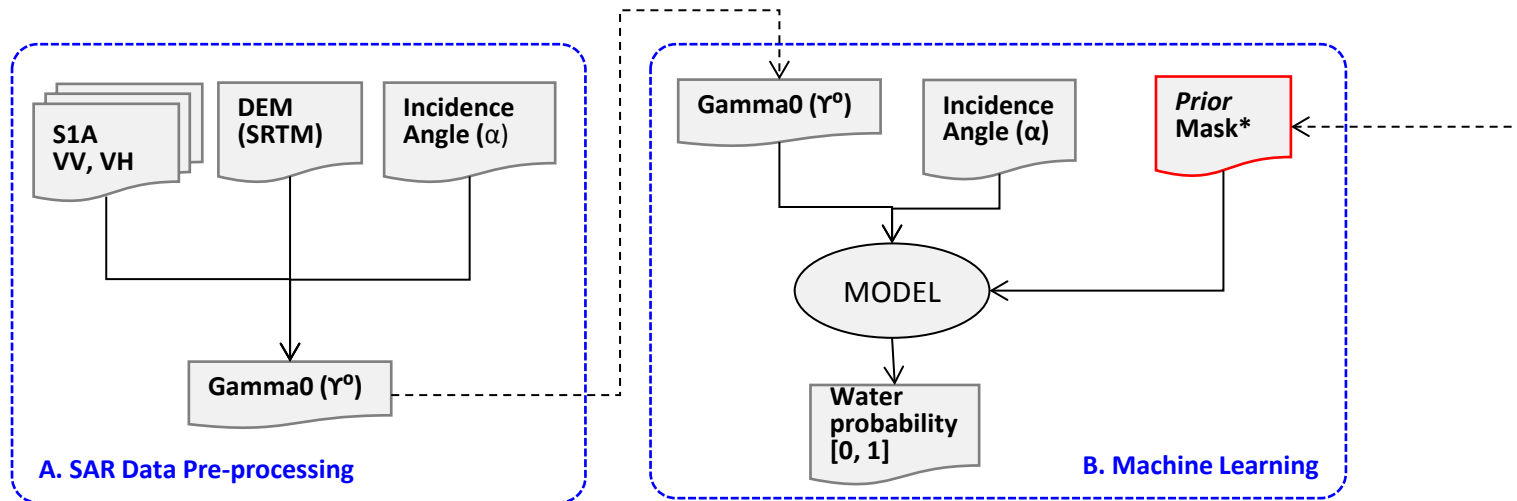 S1A
VV, VH
DEM
(SRTM)
Incidence
Angle (α)
Gamma0 (ϒ⁰)
A. SAR Data Pre-processing
Gamma0 (ϒ⁰)
Incidence
Angle (α)
Prior
Mask*
MODEL
Water
probability
[0, 1]
B. Machine Learning